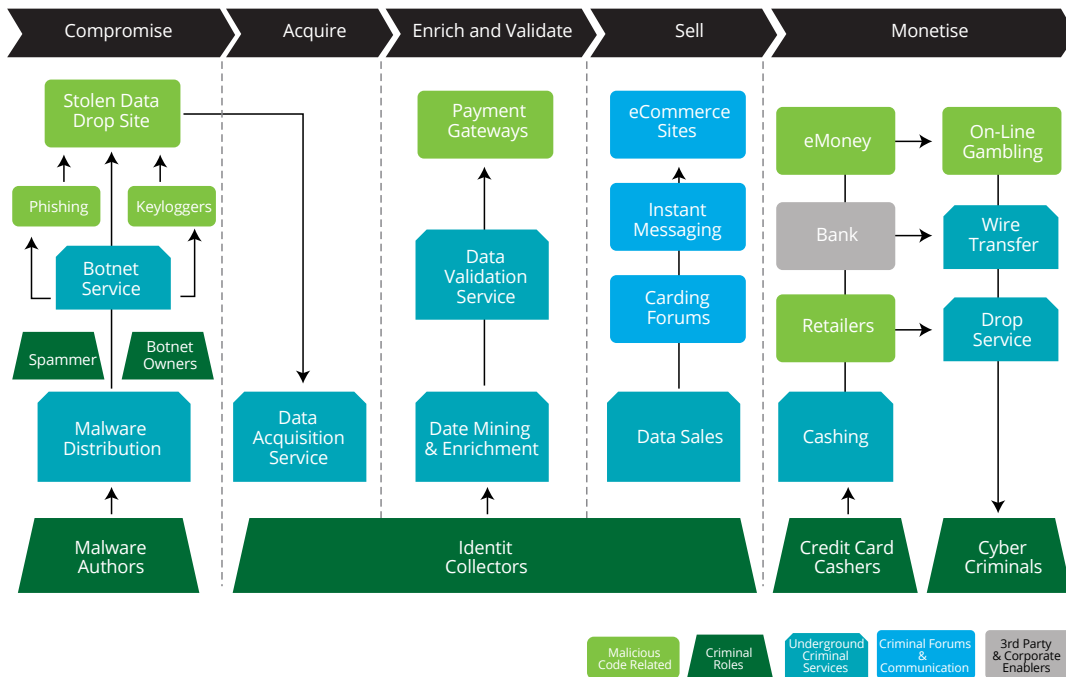 Compromise
Acquire
Enrich and Validate
Sell
Monetise
Stolen Data
Drop Site
Phishing
Keyloggers
Botnet
Service
Spammer
Botnet
Owners
Malware
Distribution
Malware
Authors
Data
Acquisition
Service
Payment
Gateways
Data
Validation
Service
Date Mining
& Enrichment
Identit
Collectors
eCommerce
Sites
Instant
Messaging
Carding
Forums
Data Sales
eMoney
On-Line
Gambling
Bank
Wire
Transfer
Retailers
Drop
Service
Cashing
Credit Card
Cashers
Cyber
Criminals
Malicious
Code Related
Criminal
Roles
Underground
Criminal
Services
Criminal Forums
&
Communication
3rd Party
& Corporate
Enablers